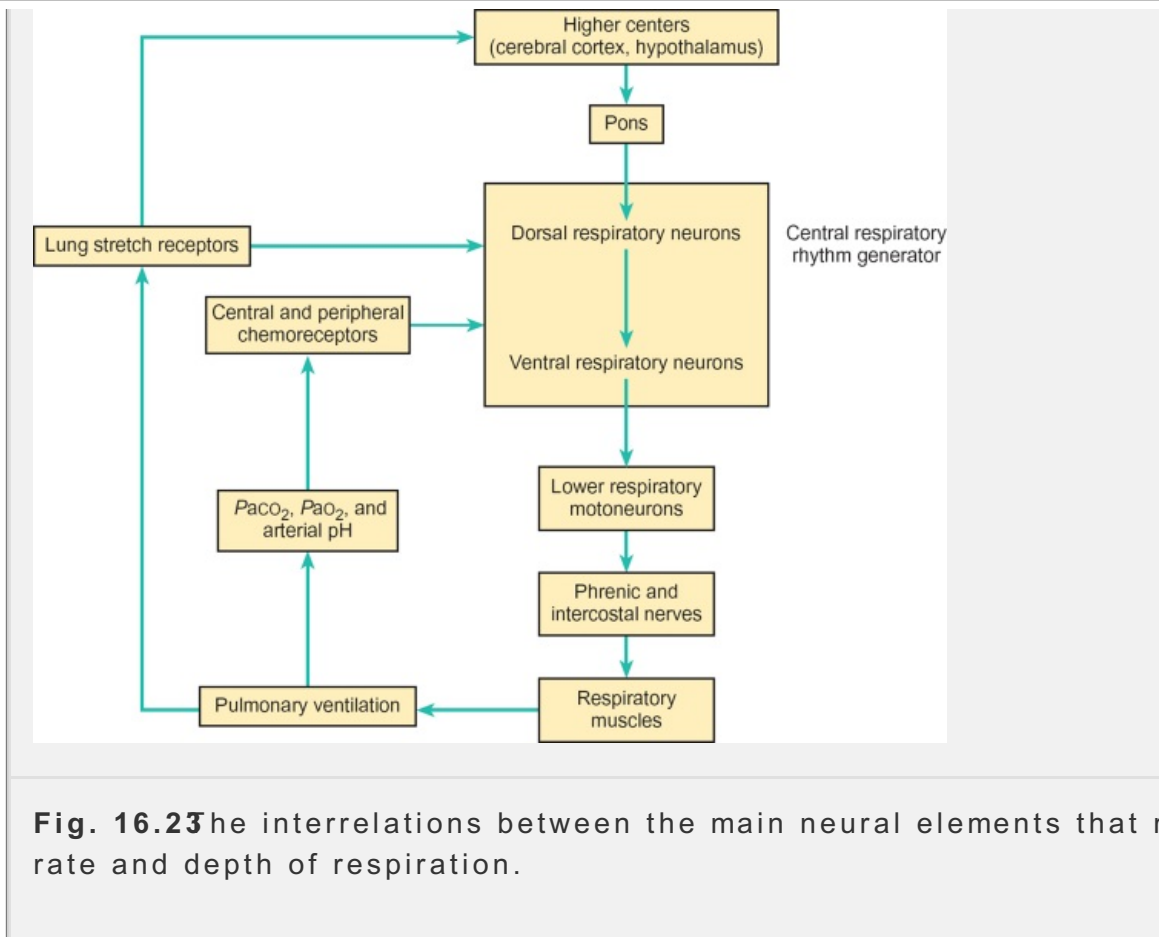 Higher centers
(cerebral cortex, hypothalamus)
Pons
Dorsal respiratory neurons
Central respiratory
rhythm generator
Lung stretch receptors
Central and peripheral
chemoreceptors
Ventral respiratory neurons
Lower respiratory
motoneurons
PaCO₂, PaO₂, and
arterial pH
Phrenic and
intercostal nerves
Pulmonary ventilation
Respiratory
muscles
Fig. 16.23 The interrelations between the main neural elements that
rate and depth of respiration.